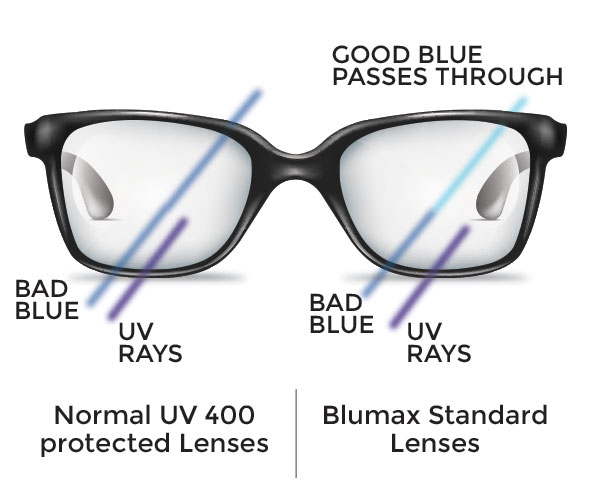 GOOD BLUE
PASSES THROUGH
BAD
BLUE
UV
RAYS
BAD
BLUE
UV
RAYS
Normal UV 400
protected Lenses
Blumax Standard
Lenses